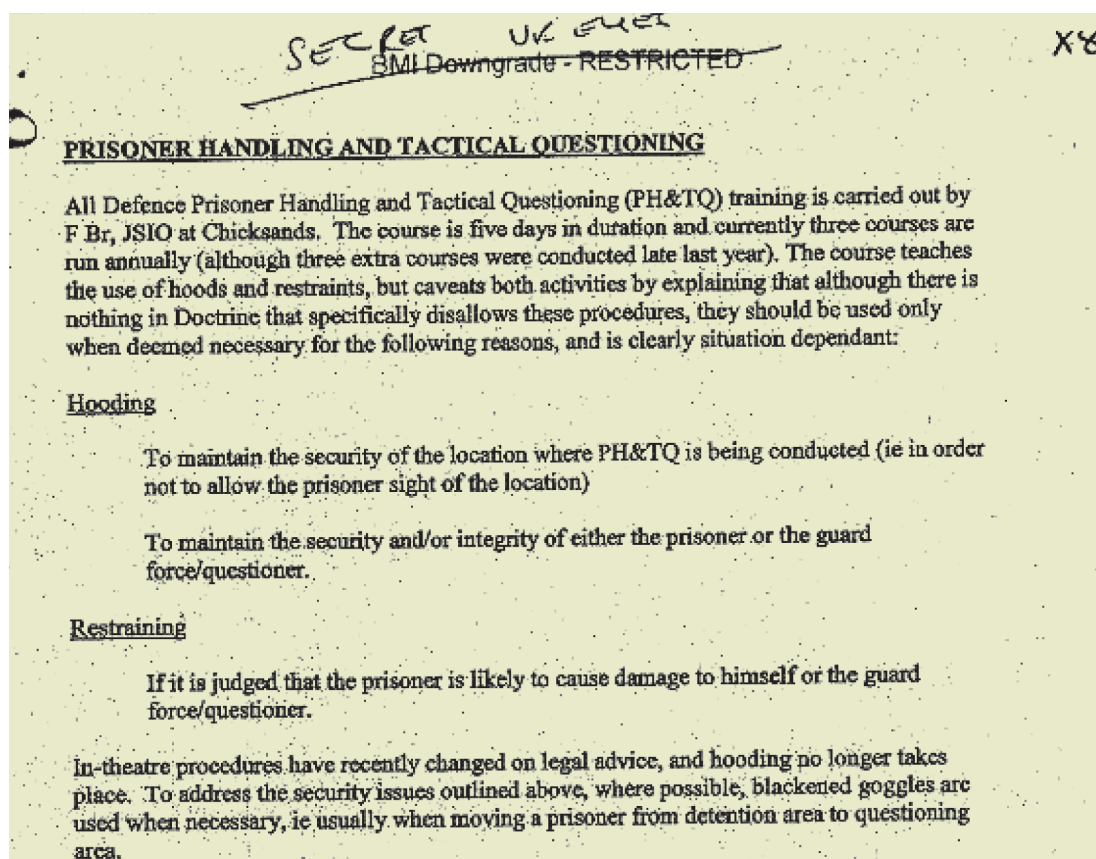 SECRET UK EYES
BMI Downgrade - RESTRICTED
PRISONER HANDLING AND TACTICAL QUESTIONING
All Defence Prisoner Handling and Tactical Questioning (PH&TQ) training is carried out by
F Br, JSIO at Chicksands. The course is five days in duration and currently three courses are
run annually (although three extra courses were conducted late last year). The course teaches
the use of hoods and restraints, but caveats both activities by explaining that although there is
nothing in Doctrine that specifically disallows these procedures, they should be used only
when deemed necessary for the following reasons, and is clearly situation dependant:
Hooding
To maintain the security of the location where PH&TQ is being conducted (ie in order
not to allow the prisoner sight of the location)
To maintain the security and/or integrity of either the prisoner or the guard
force/questioner.
Restraining
If it is judged that the prisoner is likely to cause damage to himself or the guard
force/questioner.
In-theatre procedures have recently changed on legal advice, and hooding no longer takes
place. To address the security issues outlined above, where possible, blackened goggles are
used when necessary, ie usually when moving a prisoner from detention area to questioning
area.